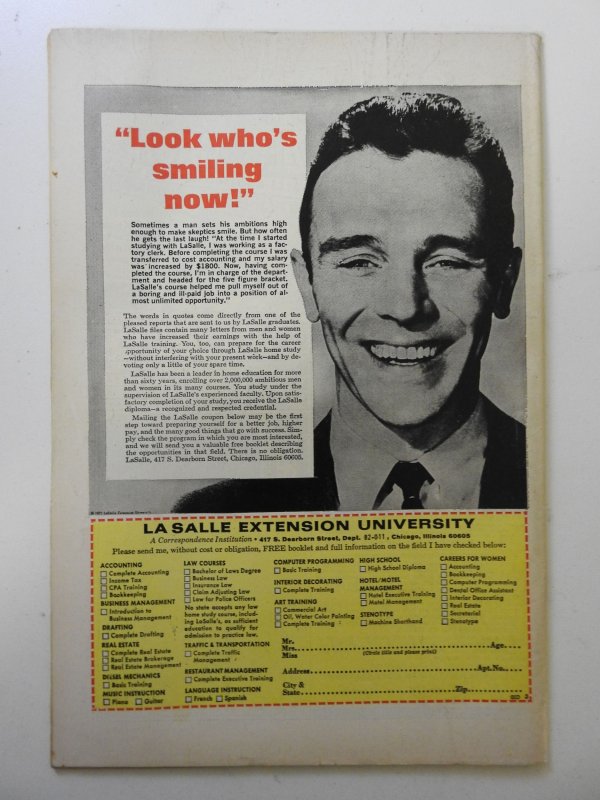 “Look who’s
smiling
now!”
Sometimes a man sets his ambitions high
enough to make skeptics smile. But how often
he gets the last laugh! “At the time I started
studying with LaSalle, I was working as a fac-
tory clerk. Before completing the course I was
transferred to cost accounting and my salary
was increased by $1800. Now, having com-
pleted the course, I’m in charge of the depart-
ment and headed for the five figure bracket.
LaSalle’s course helped me pull myself out of
a boring and ill-paid job into a position of al-
most unlimited opportunity.”
The words in quotes come directly from one of the
pleased reports that are sent to us by LaSalle graduates.
LaSalle files contain many letters from men and women
who have increased their earnings with the help of
LaSalle training. You, too, can prepare for the career
opportunity of your choice through LaSalle home study
—without interfering with your present work—and by de-
voting only a little of your spare time.
LaSalle has been a leader in home education for more
than sixty years, enrolling over 2,000,000 ambitious men
and women in its many courses. You study under the
supervision of LaSalle’s experienced faculty. Upon satis-
factory completion of your study, you receive the LaSalle
diploma—a recognized and respected credential.
Mailing the LaSalle coupon below may be the first
step toward preparing yourself for a better job, higher
pay, and the many good things that go with success. Sim-
ply check the program in which you are most interested,
and we will send you a valuable free booklet describing
the opportunities in that field. There is no obligation.
LaSalle, 417 S. Dearborn Street, Chicago, Illinois 60605.
LA SALLE EXTENSION UNIVERSITY
A Correspondence Institution • 417 S. Dearborn Street, Dept. 82-011, Chicago, Illinois 60605
Please send me, without cost or obligation, FREE booklet and full information on the field I have checked below:
ACCOUNTING
Complete Accounting
Income Tax
CPA Training
Bookkeeping
BUSINESS MANAGEMENT
Introduction to
Business Management
DRAFTING
Complete Drafting
REAL ESTATE
Complete Real Estate
Real Estate Brokerage
Real Estate Management
DIESEL MECHANICS
Basic Training
MUSIC INSTRUCTION
Piano Guitar
LAW COURSES
Bachelor of Laws Degree
Business Law
Insurance Law
Claim Adjusting Law
Law for Police Officers
No state accepts any law
home study course, includ-
ing LaSalle’s, as sufficient
education to qualify for
admission to practice law.
TRAFFIC & TRANSPORTATION
Complete Traffic
Management
RESTAURANT MANAGEMENT
Complete Executive Training
LANGUAGE INSTRUCTION
French Spanish
COMPUTER PROGRAMMING
Basic Training
INTERIOR DECORATING
Complete Training
ART TRAINING
Commercial Art
Oil, Water Color Painting
Complete Training
HIGH SCHOOL
High School Diploma
HOTEL/MOTEL
MANAGEMENT
Hotel Executive Training
Motel Management
STENOTYPE
Machine Shorthand
CAREERS FOR WOMEN
Accounting
Bookkeeping
Computer Programming
Dental Office Assistant
Interior Decorating
Real Estate
Secretarial
Stenotype
Mr.
Mrs.
Miss
Age
(Circle title and please print)
Address Apt. No.
City &
State Zip